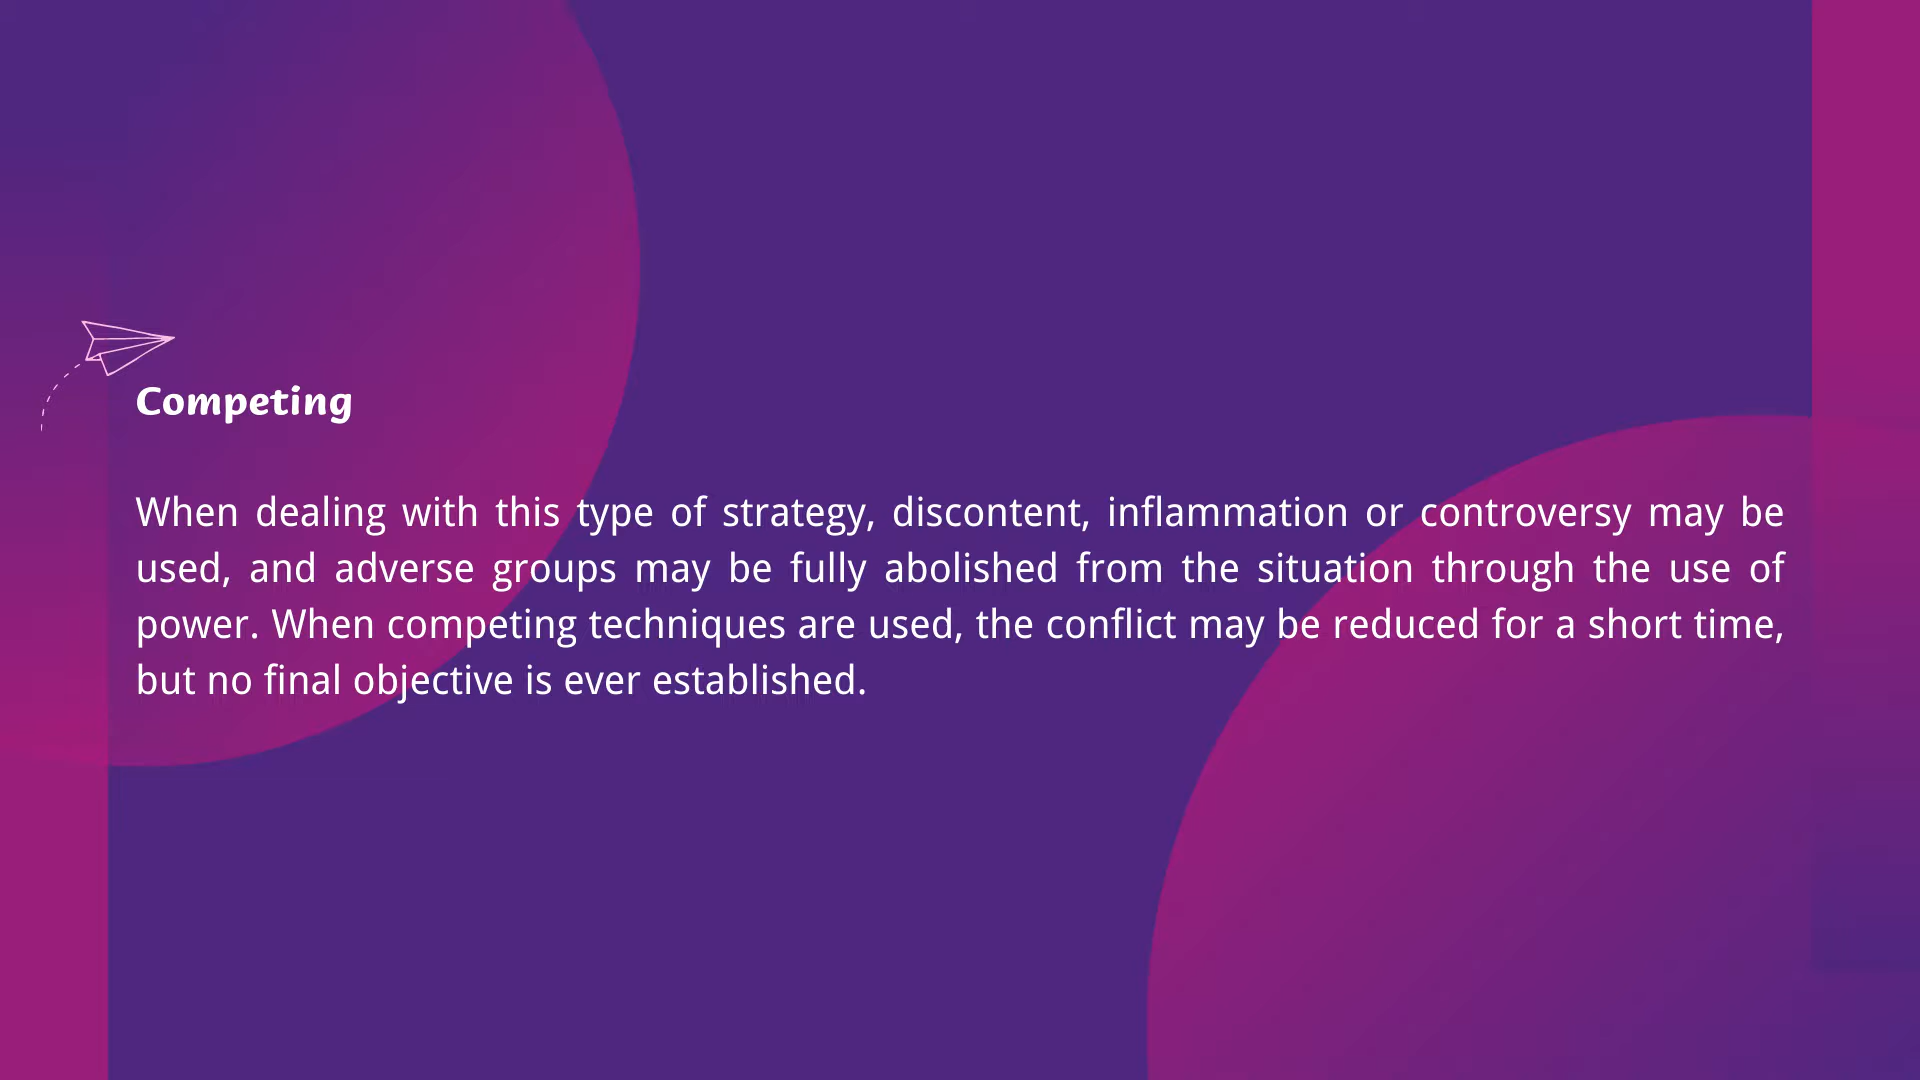 Competing
When dealing with this type of strategy, discontent, inflammation or controversy may be
used, and adverse groups may be fully abolished from the situation through the use of
power. When competing techniques are used, the conflict may be reduced for a short time,
but no final objective is ever established.